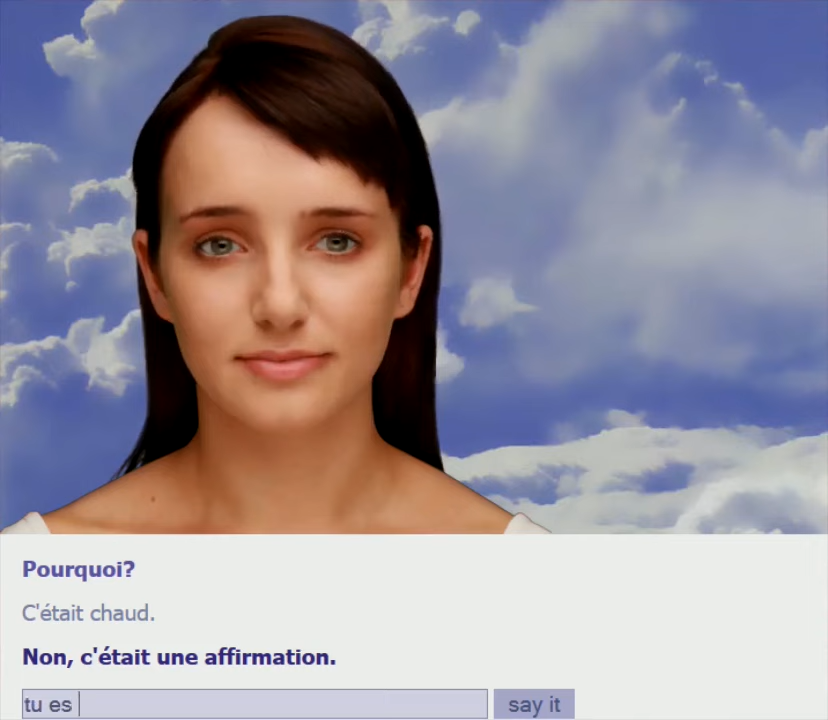 Pourquoi?
C'était chaud.
Non, c'était une affirmation.
tu es
say it